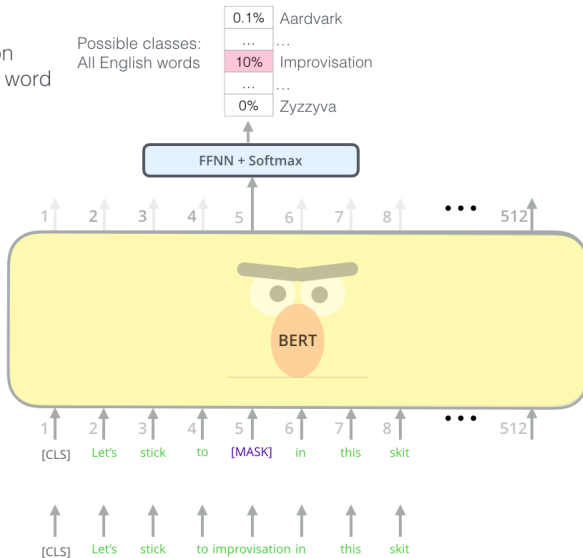 0.1% Aardvark
Possible classes: ... ...
on
All English words 10% Improvisation
word
... ...
0% Zyzzyva
FFNN + Softmax
1 2 3 4 5 6 7 8 ••• 512
BERT
1 2 3 4 5 6 7 8 ••• 512
[CLS] Let's stick to [MASK] in this skit
[CLS] Let's stick to improvisation in this skit